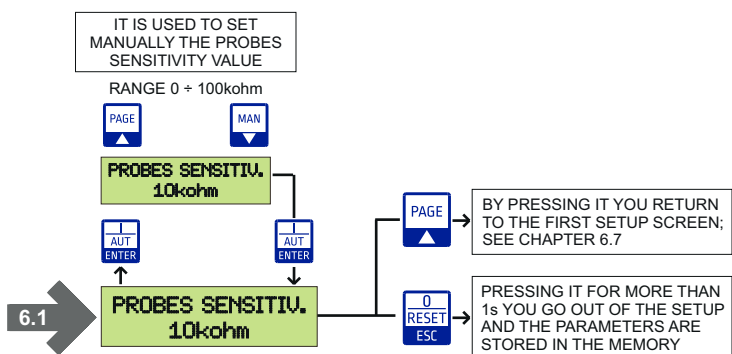 IT IS USED TO SET
MANUALLY THE PROBES
SENSITIVITY VALUE
RANGE 0 ÷ 100kohm
PAGE
MAN
PROBES SENSITIV.
10kohm
I
AUT
ENTER
I
AUT
ENTER
6.1
PROBES SENSITIV.
10kohm
PAGE
BY PRESSING IT YOU RETURN
TO THE FIRST SETUP SCREEN;
SEE CHAPTER 6.7
0
RESET
ESC
PRESSING IT FOR MORE THAN
1s YOU GO OUT OF THE SETUP
AND THE PARAMETERS ARE
STORED IN THE MEMORY